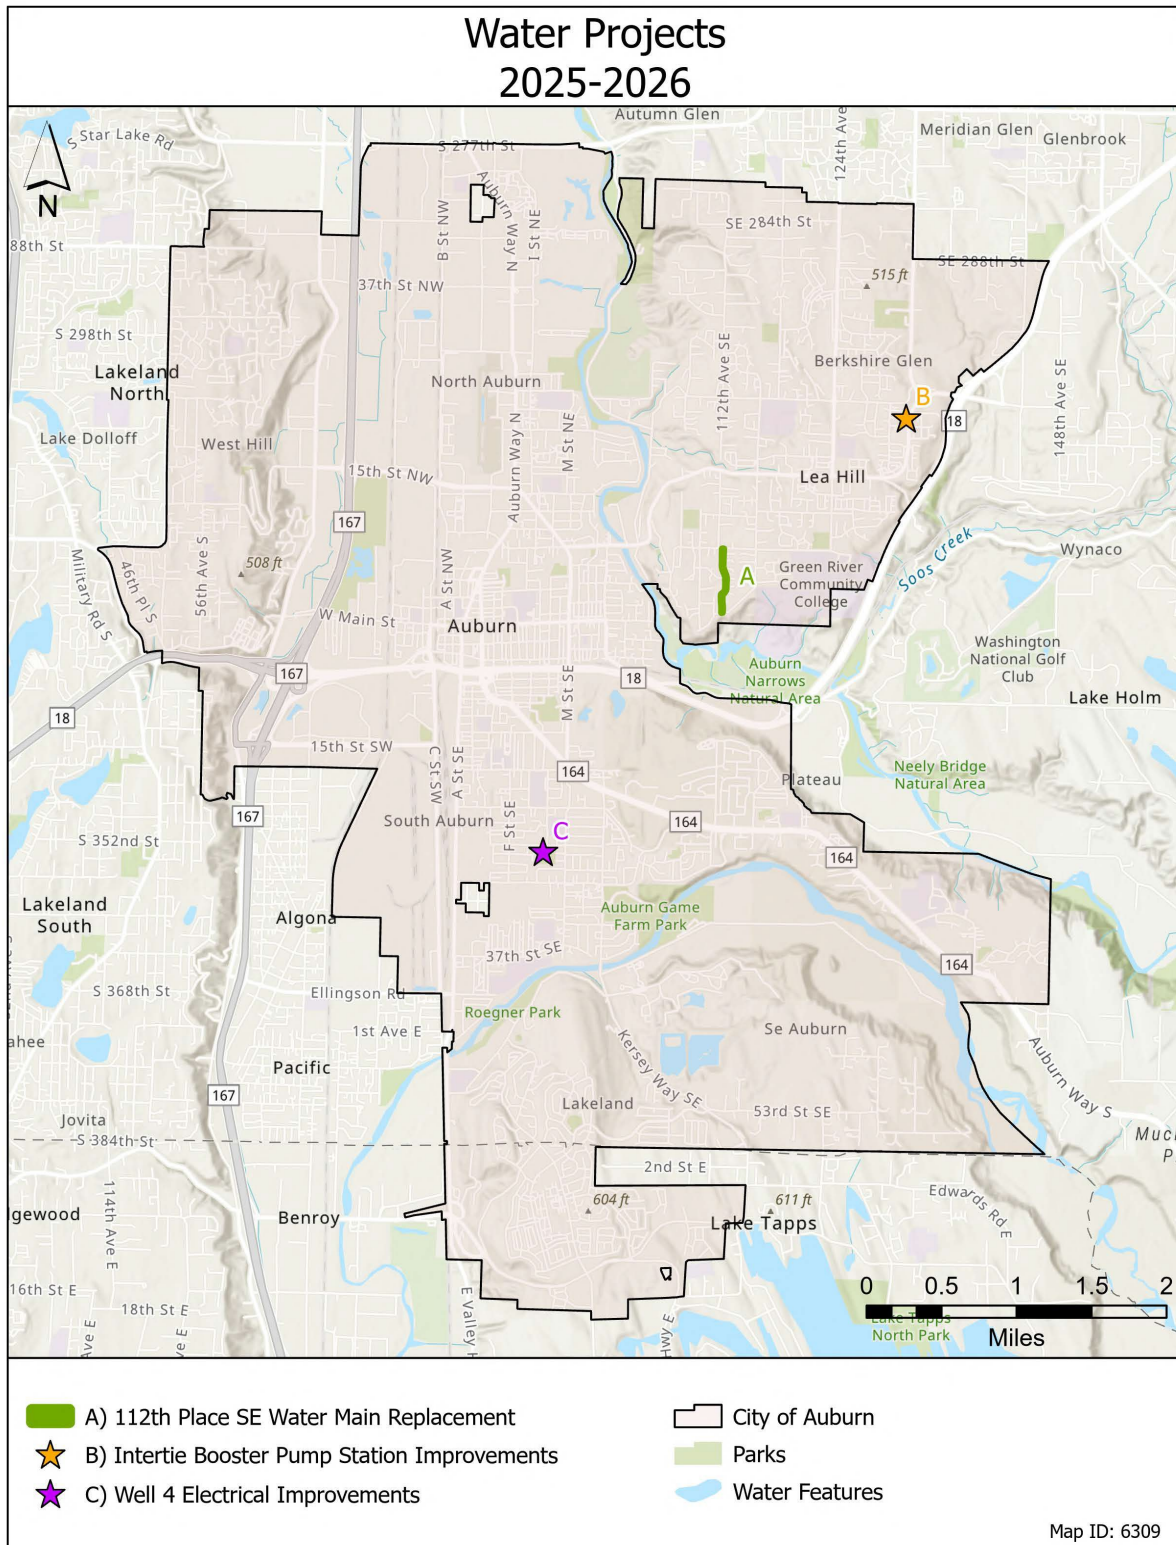 Water Projects
2025-2026
Autumn Glen
Meridian Glen
Glenbrook
S Star Lake Rd
124th Ave
S 277th St
N
Auburn Way N
B St NW
I St NE
SE 284th St
88th St
SE 288th St
515 ft
37th St NW
S 298th St
Lakeland
North
North Auburn
112th Ave SE
Berkshire Glen
148th Ave SE
B
18
Lake Dolloff
West Hill
Auburn Way N
M St NE
15th St NW
Lea Hill
167
Soos Creek
Wynaco
508 ft
Military Rd S
46th Pl S
56th Ave S
A St NW
A
Green River
Community
College
W Main St
Auburn
Washington
National Golf
Club
167
18
M St SE
Auburn
Narrows
Natural Area
Lake Holm
18
15th St SW
C St SW
A St SE
164
Plateau
Neely Bridge
Natural Area
167
South Auburn
F St SE
C
164
S 352nd St
164
Lakeland
South
Algona
Auburn Game
Farm Park
37th St SE
164
S 368th St
Ellingson Rd
Roegner Park
1st Ave E
Se Auburn
ahee
Kersey Way SE
Auburn Way S
Pacific
167
Lakeland
53rd St SE
Jovita
S 384th St
2nd St E
114th Ave E
604 ft
611 ft
Edwards Rd E
lgewood
Benroy
Lake Tapps
16th St E
18th St E
E Valley
0 0.5 1 1.5 2
Miles
Lake Tapps
North Park
A) 112th Place SE Water Main Replacement
B) Intertie Booster Pump Station Improvements
C) Well 4 Electrical Improvements
City of Auburn
Parks
Water Features
Map ID: 6309